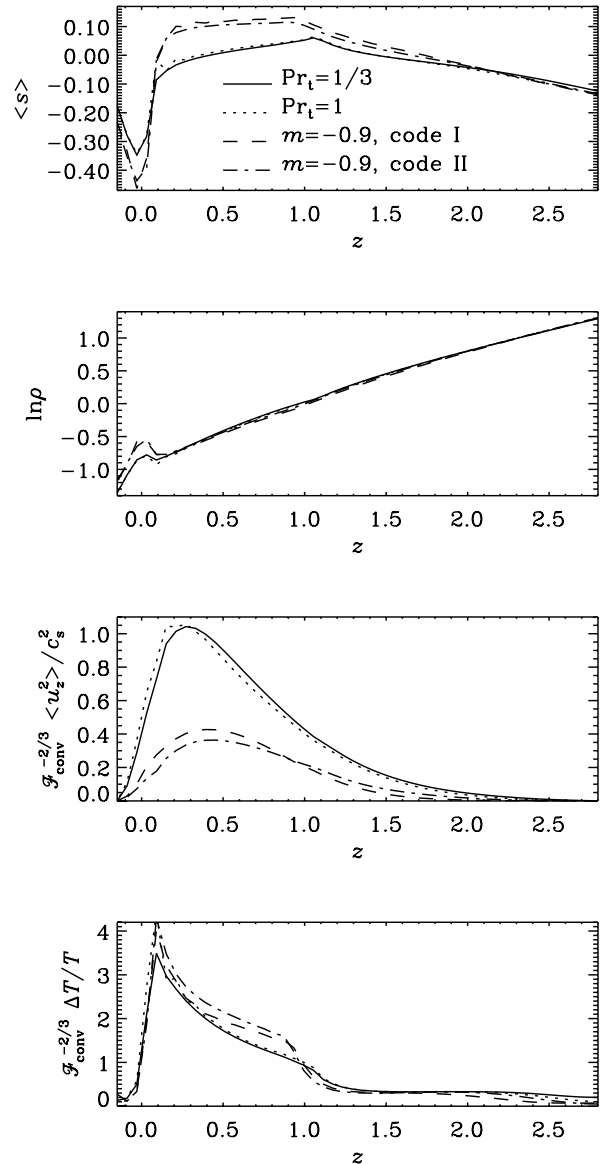 <s>
0.10
0.00
−0.10
−0.20
−0.30
−0.40
Prt=1/3
Prt=1
m=−0.9, code I
m=−0.9, code II
0.0 0.5 1.0 1.5 2.0 2.5
z
lnρ
1.0
0.5
0.0
−0.5
−1.0
0.0 0.5 1.0 1.5 2.0 2.5
z
ℱconv^−2/3 <u_z^2>/c_s^2
1.0
0.8
0.6
0.4
0.2
0.0
0.0 0.5 1.0 1.5 2.0 2.5
z
ℱconv^−2/3 ΔT/T
4
3
2
1
0
0.0 0.5 1.0 1.5 2.0 2.5
z